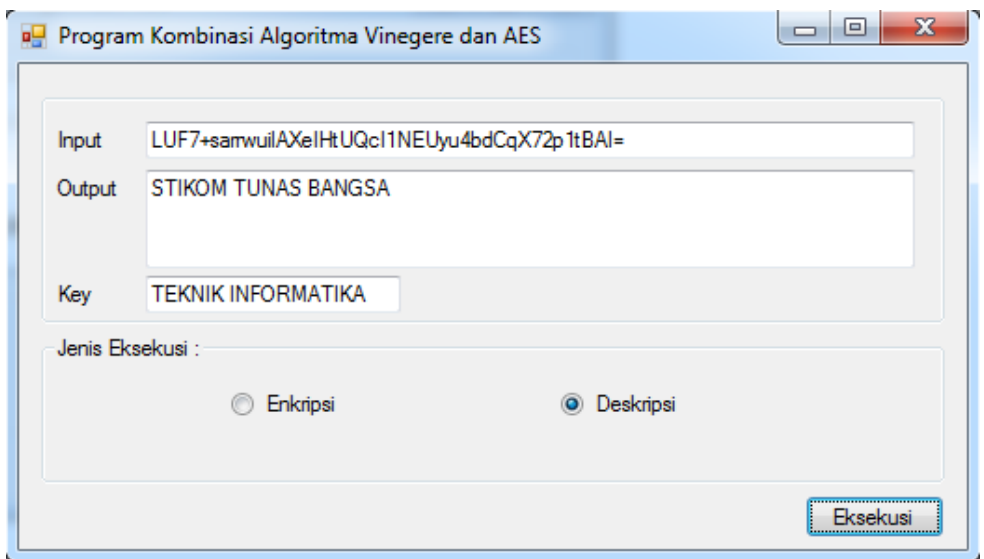 Program Kombinasi Algoritma Vinegere dan AES
Input LUF7+sarrwuilAXeIHtUQcI1NEUyu4bdCqX72p1tBAI=
Output STIKOM TUNAS BANGSA
Key TEKNIK INFORMATIKA
Jenis Eksekusi :
Enkripsi Deskripsi
Eksekusi